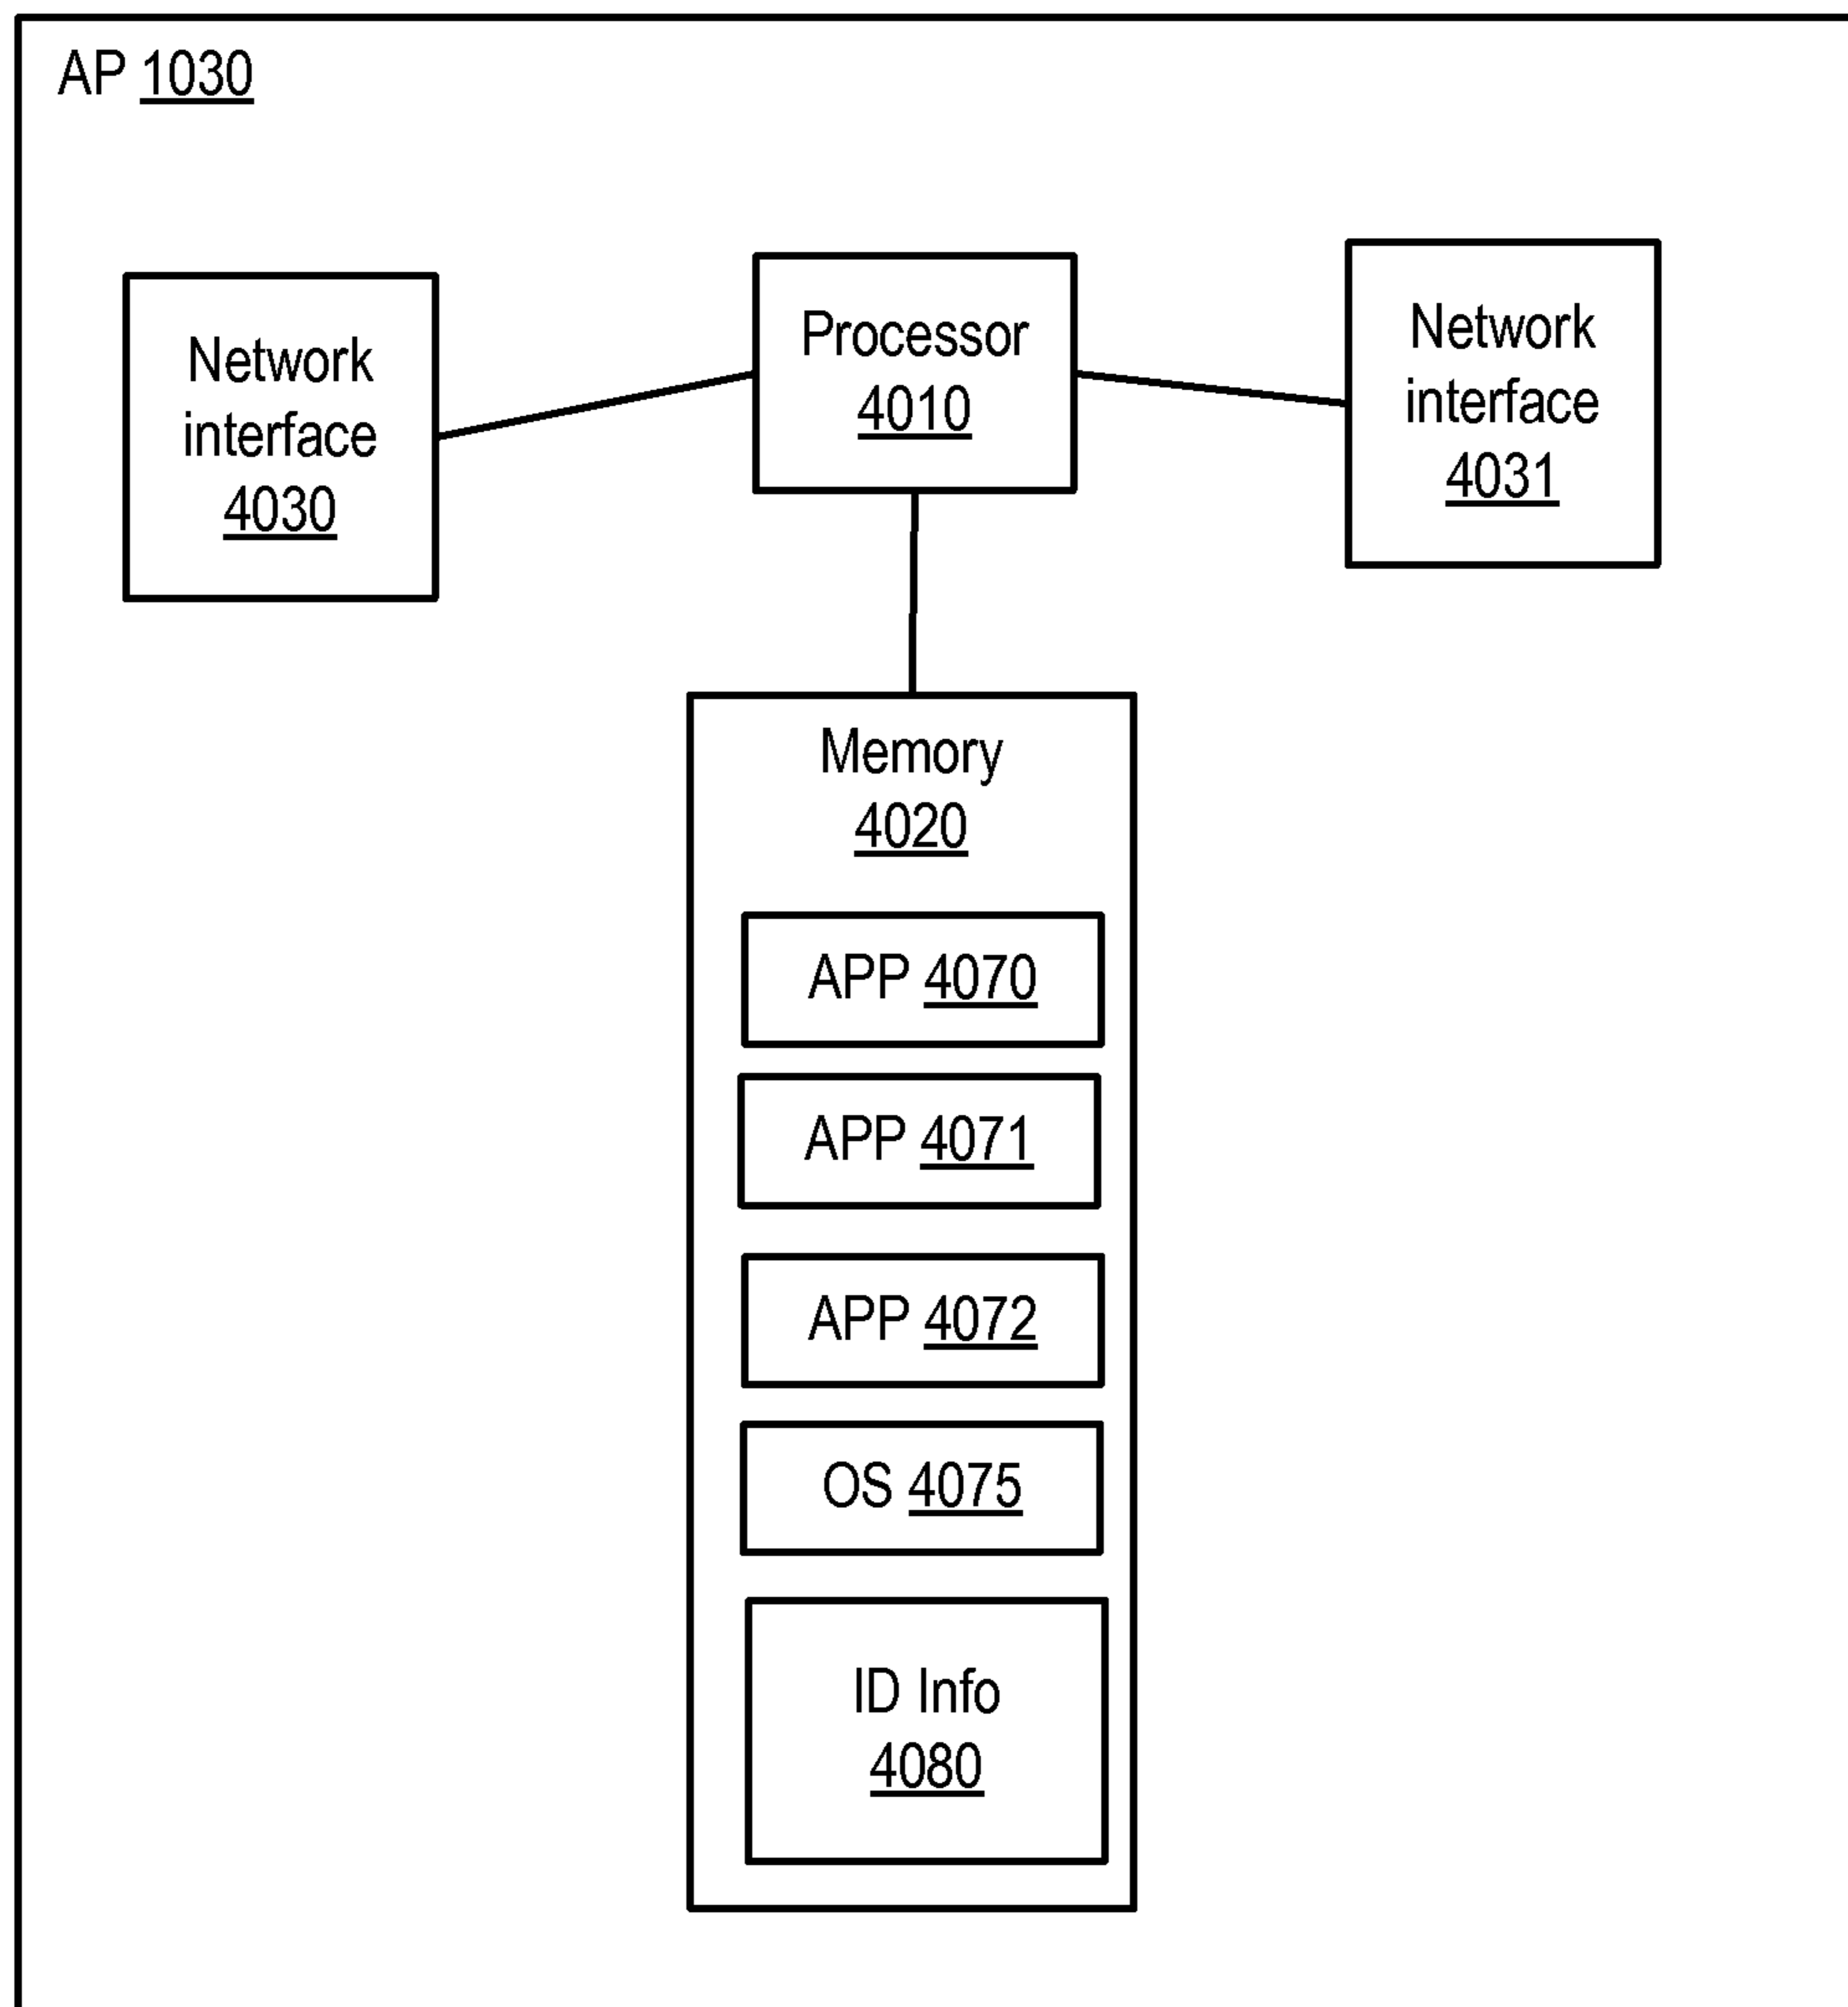 AP 1030
Network
interface
4030
Processor
4010
Network
interface
4031
Memory
4020
APP 4070
APP 4071
APP 4072
OS 4075
ID Info
4080